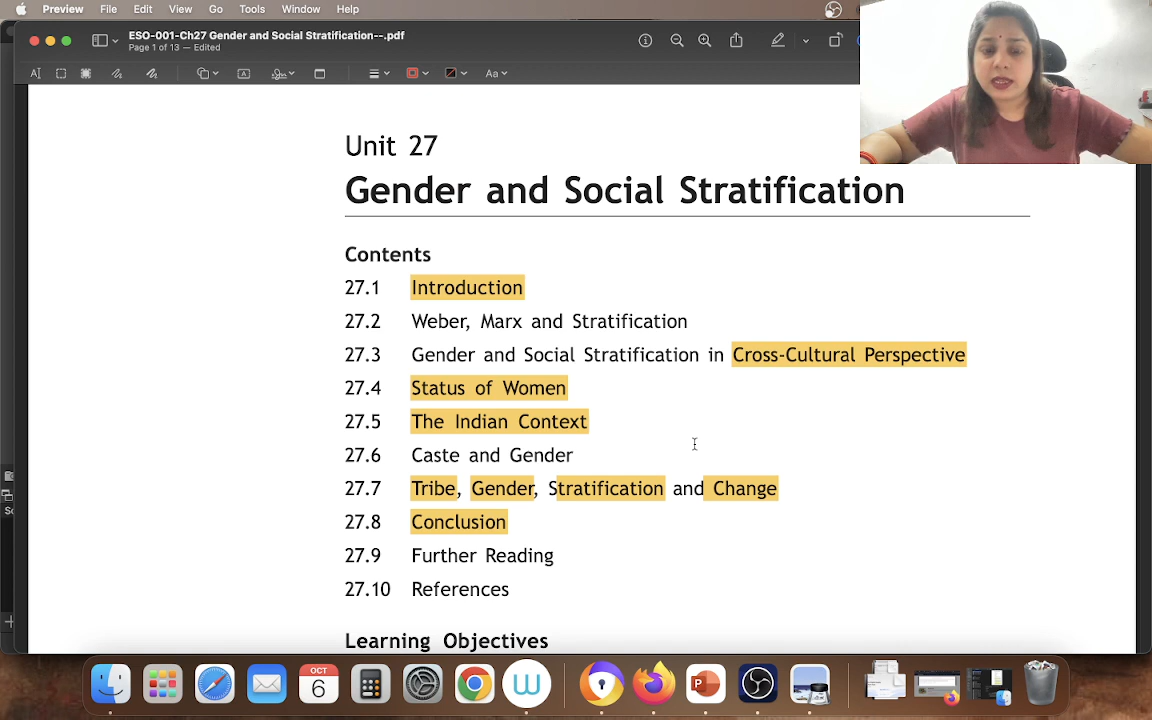 Preview File Edit View Go Tools Window Help
ESO-001-Ch27 Gender and Social Stratification--.pdf
Page 1 of 13 — Edited
Unit 27
Gender and Social Stratification
Contents
27.1 Introduction
27.2 Weber, Marx and Stratification
27.3 Gender and Social Stratification in Cross-Cultural Perspective
27.4 Status of Women
27.5 The Indian Context
27.6 Caste and Gender
27.7 Tribe, Gender, Stratification and Change
27.8 Conclusion
27.9 Further Reading
27.10 References
Learning Objectives
OCT
6